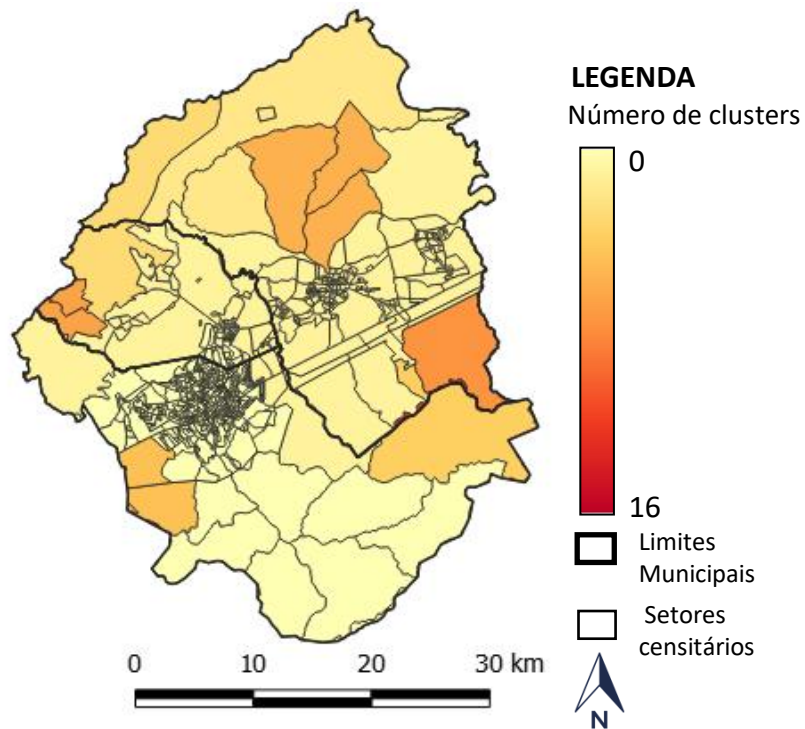 LEGENDA
Número de clusters
0
16
Limites
Municipais
Setores
censitários
0 10 20 30 km
N